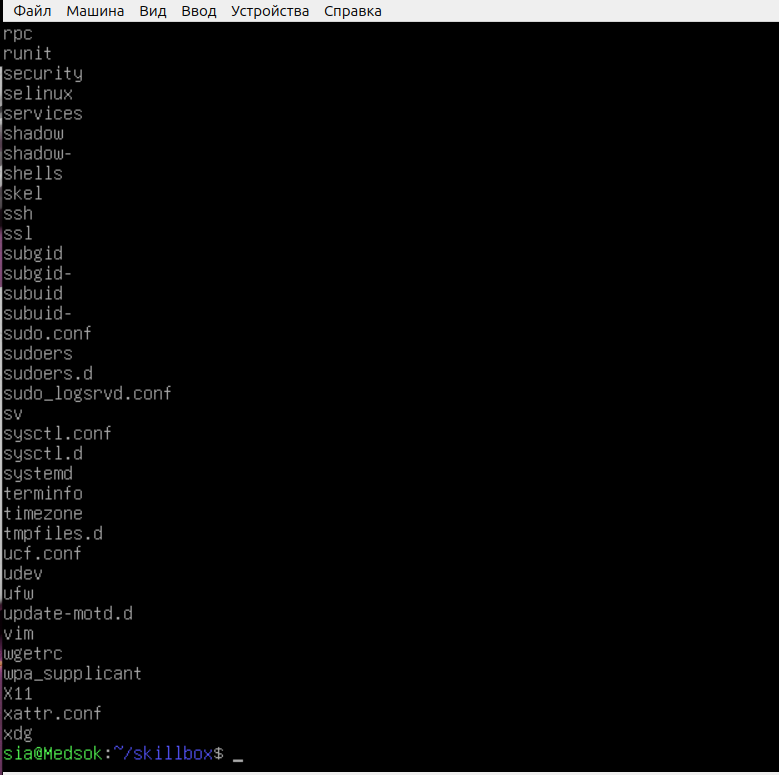 Файл Машина Вид Ввод Устройства Справка
rpc
runit
security
selinux
services
shadow
shadow-
shells
skel
ssh
ssl
subgid
subgid-
subuid
subuid-
sudo.conf
sudoers
sudoers.d
sudo_logsrvd.conf
sv
sysctl.conf
sysctl.d
systemd
terminfo
timezone
tmpfiles.d
ucf.conf
udev
ufw
update-motd.d
vim
wgetrc
wpa_supplicant
X11
xattr.conf
xdg
sia@Medsok:~/skillbox$ _